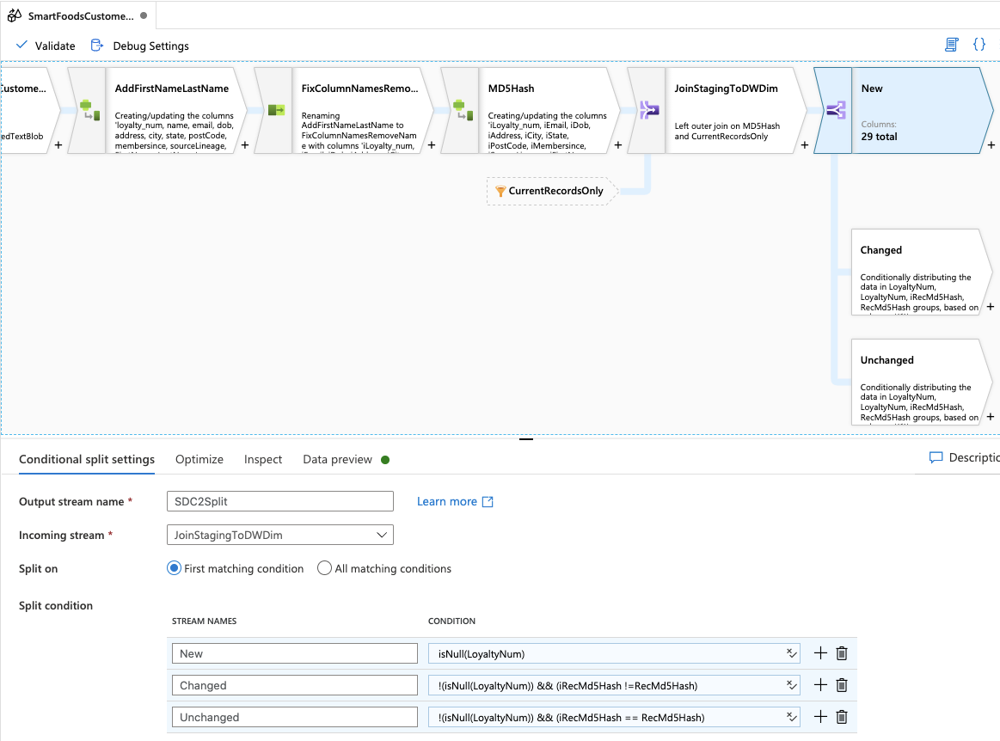 SmartFoodsCustome...
Validate
Debug Settings
Custome...
edTextBlob
+
AddFirstNameLastName
Creating/updating the columns
'loyalty_num, name, email, dob,
address, city, state, postCode,
membersince, sourceLineage,
+
FixColumnNamesRemo...
Renaming
AddFirstNameLastName to
FixColumnNamesRemoveNam
e with columns 'iLoyalty_num,
+
MD5Hash
Creating/updating the columns
'iLoyalty_num, iEmail, iDob,
iAddress, iCity, iState,
iPostCode, iMembersince,
+
JoinStagingToDWDim
Left outer join on MD5Hash
and CurrentRecordsOnly
+
New
Columns:
29 total
+
CurrentRecordsOnly
Changed
Conditionally distributing the
data in LoyaltyNum,
LoyaltyNum, iRecMd5Hash,
RecMd5Hash groups, based on
+
Unchanged
Conditionally distributing the
data in LoyaltyNum,
LoyaltyNum, iRecMd5Hash,
RecMd5Hash groups, based on
+
Conditional split settings
Optimize
Inspect
Data preview
Descriptio
Output stream name *
SDC2Split
Learn more
Incoming stream *
JoinStagingToDWDim
Split on
First matching condition
All matching conditions
Split condition
STREAM NAMES
CONDITION
New
isNull(LoyaltyNum)
Changed
!(isNull(LoyaltyNum)) && (iRecMd5Hash !=RecMd5Hash)
Unchanged
!(isNull(LoyaltyNum)) && (iRecMd5Hash == RecMd5Hash)